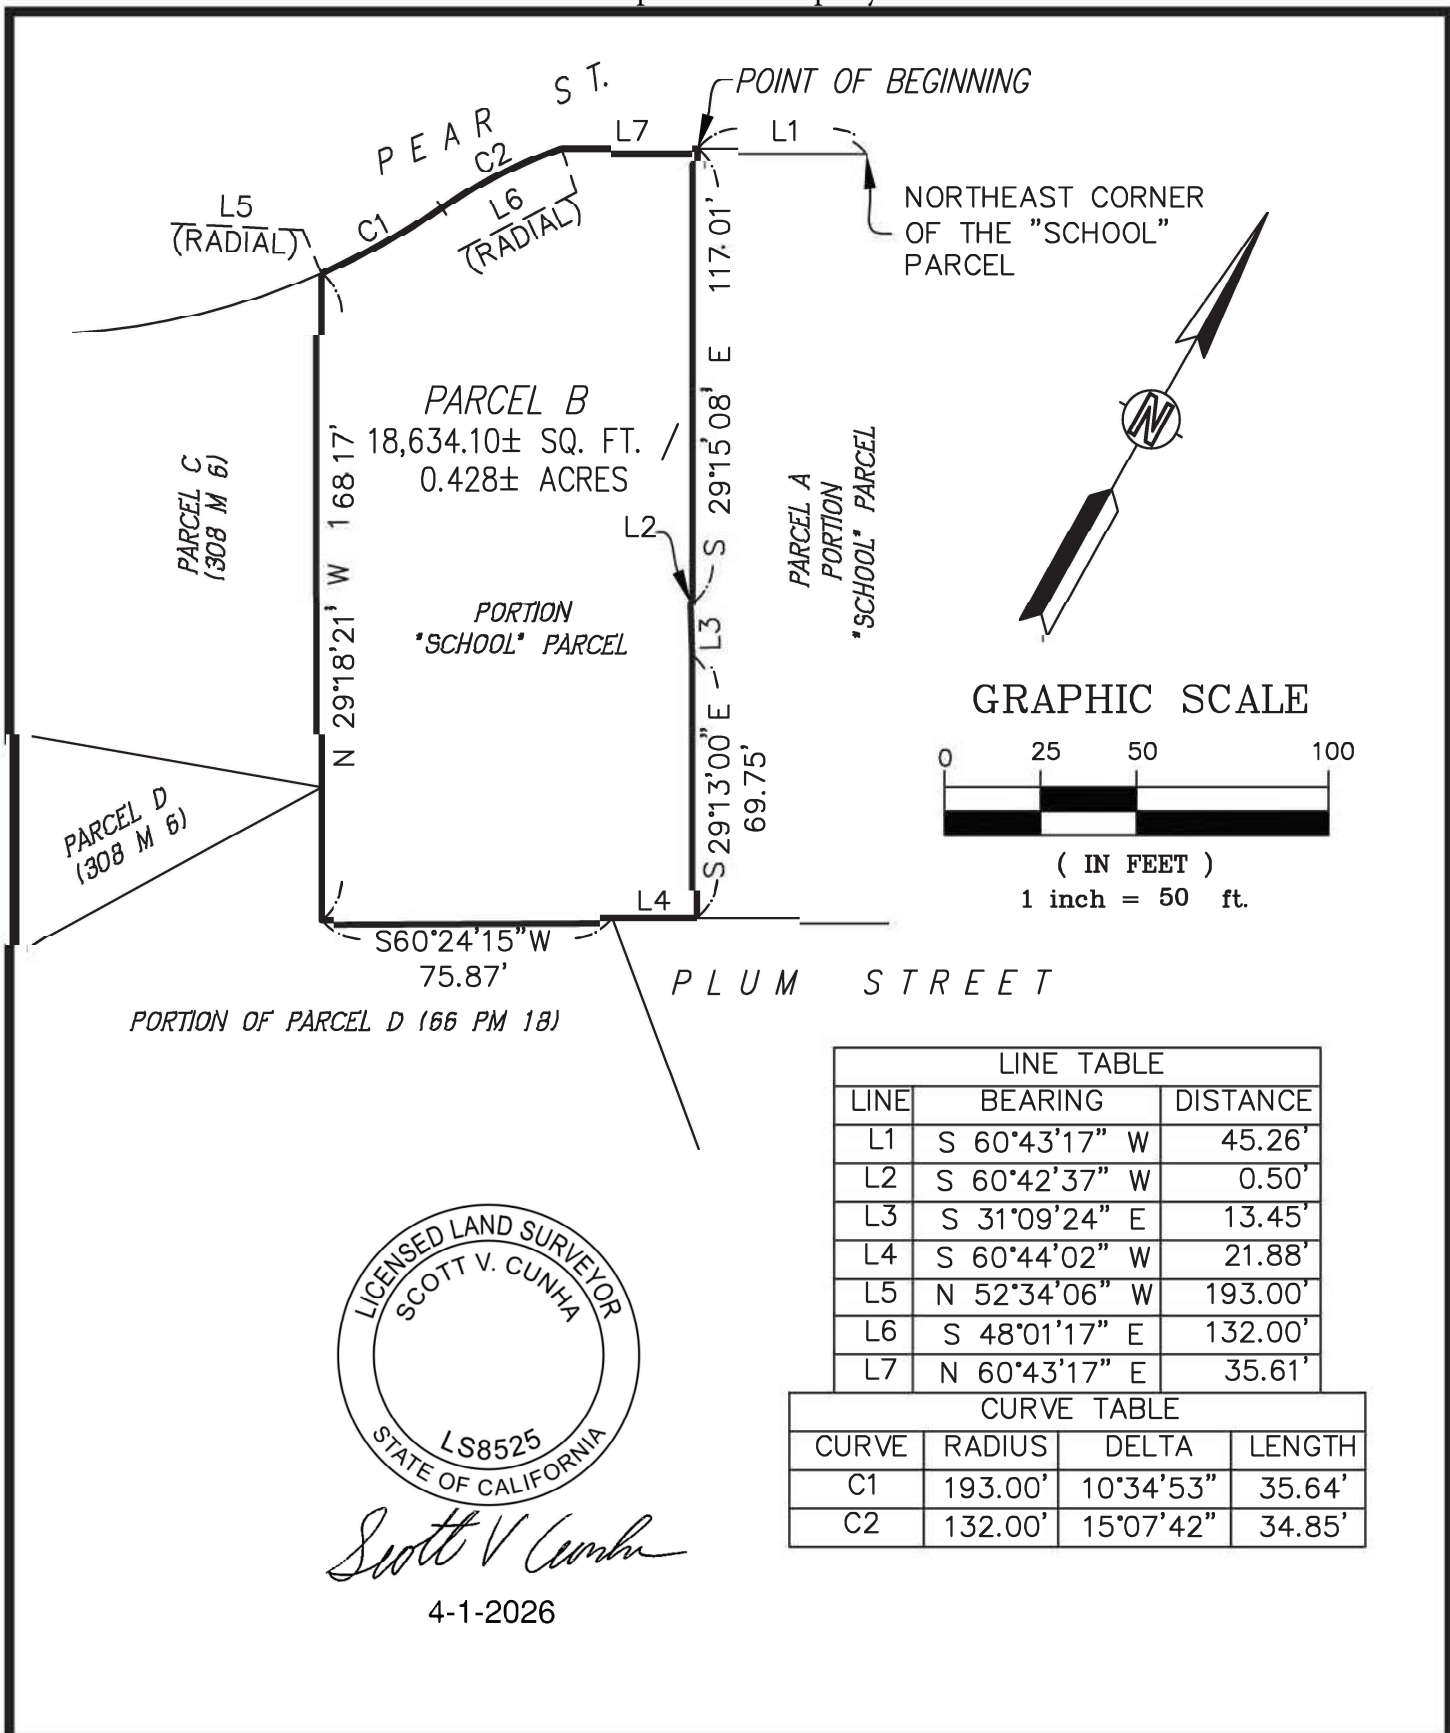 PEAR ST.
POINT OF BEGINNING
L7
L1
C2
L6
(RADIAL)
L5
(RADIAL)
C1
NORTHEAST CORNER
OF THE "SCHOOL"
PARCEL
S 29°15'08" E 117.01'
PARCEL B
18,634.10± SQ. FT. /
0.428± ACRES
PARCEL C
(308 M 6)
N 29°18'21" W 168.17'
L2
PARCEL A
PORTION
"SCHOOL" PARCEL
N
PORTION
"SCHOOL" PARCEL
L3
S 29°13'00" E
69.75'
GRAPHIC SCALE
0 25 50 100
( IN FEET )
1 inch = 50 ft.
PARCEL D
(308 M 6)
L4
S60°24'15"W
75.87'
PLUM STREET
PORTION OF PARCEL D (66 PM 18)
LINE TABLE
LINE BEARING DISTANCE
L1 S 60°43'17" W 45.26'
L2 S 60°42'37" W 0.50'
L3 S 31°09'24" E 13.45'
L4 S 60°44'02" W 21.88'
L5 N 52°34'06" W 193.00'
L6 S 48°01'17" E 132.00'
L7 N 60°43'17" E 35.61'
CURVE TABLE
CURVE RADIUS DELTA LENGTH
C1 193.00' 10°34'53" 35.64'
C2 132.00' 15°07'42" 34.85'
LICENSED LAND SURVEYOR
SCOTT V. CUNHA
LS8525
STATE OF CALIFORNIA
Scott V Cunha
4-1-2026